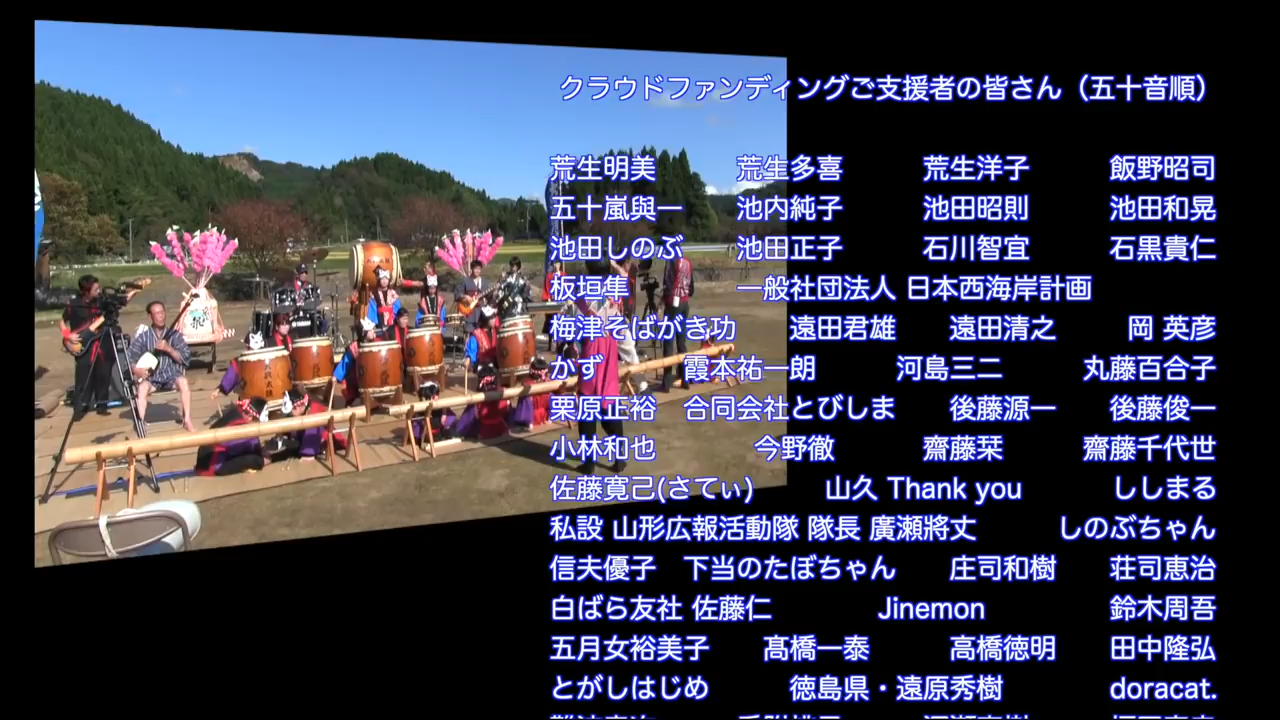 クラウドファンディングご支援者の皆さん（五十音順）
荒生明美 荒生多喜 荒生洋子 飯野昭司
五十嵐與一 池内純子 池田昭則 池田和晃
池田しのぶ 池田正子 石川智宜 石黒貴仁
板垣隼 一般社団法人 日本西海岸計画
梅津そばがき功 遠田君雄 遠田清之 岡 英彦
かず 霞本祐一朗 河島三二 丸藤百合子
栗原正裕 合同会社とびしま 後藤源一 後藤俊一
小林和也 今野徹 齋藤栞 齋藤千代世
佐藤寛己(さてぃ) 山久 Thank you ししまる
私設 山形広報活動隊 隊長 廣瀬將丈 しのぶちゃん
信夫優子 下当のたぼちゃん 庄司和樹 荘司恵治
白ばら友社 佐藤仁 Jinemon 鈴木周吾
五月女裕美子 髙橋一泰 高橋徳明 田中隆弘
とがしはじめ 徳島県・遠原秀樹 doracat.